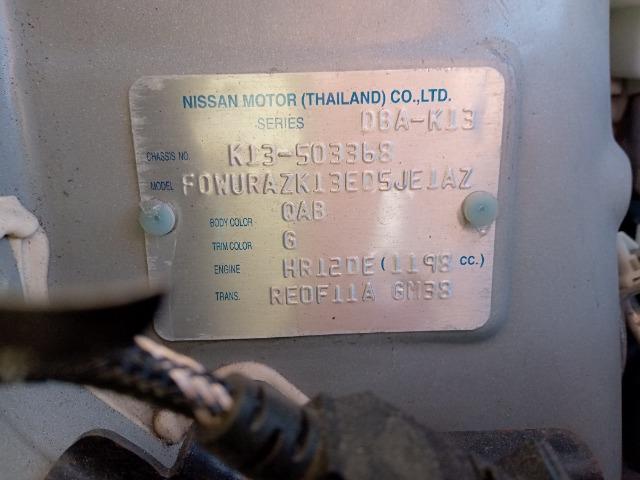 NISSAN MOTOR (THAILAND) CO.,LTD.
SERIES DBA-K13
CHASSIS NO. K13-503368
MODEL FDWURAZK13EDSJE1AZ
BODY COLOR QAB
TRIM COLOR G
ENGINE HR12DE (1198 CC.)
TRANS. RE0F11A GM38